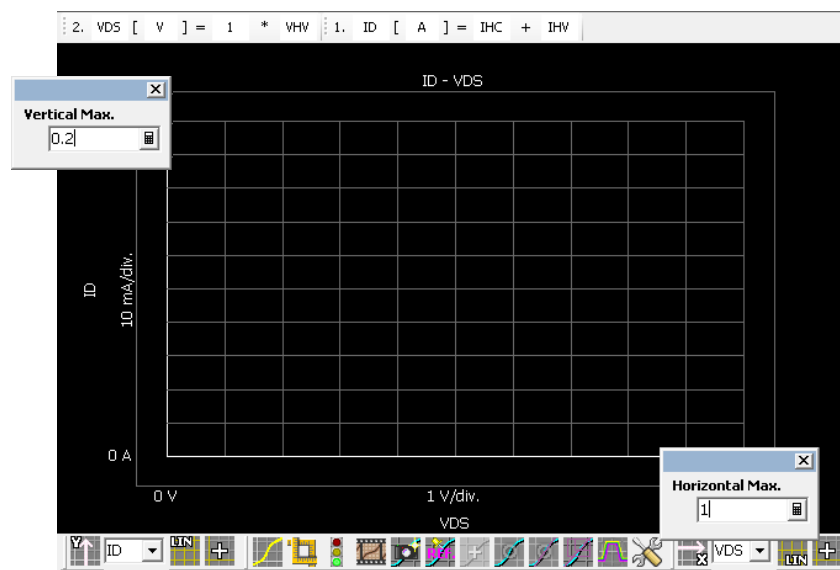 2. VDS [ V ] = 1 * VHV 1. ID [ A ] = IHC + IHV
ID - VDS
Vertical Max.
0.2
ID
10 mA/div.
0 A
0 V
1 V/div.
VDS
Horizontal Max.
1
Y ID LIN
X VDS LIN